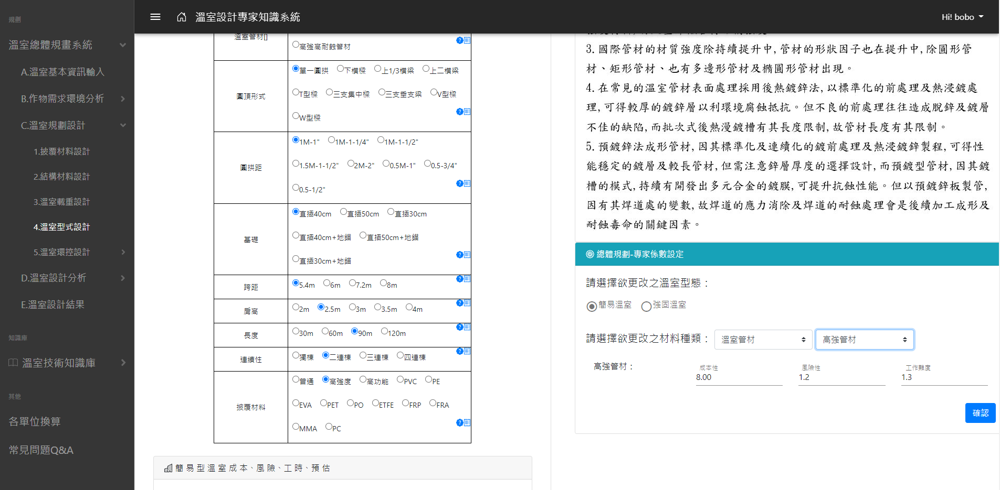 規劃
溫室總體規畫系統
A.溫室基本資訊輸入
B.作物需求環境分析
C.溫室規劃設計
1.披覆材料設計
2.結構材料設計
3.溫室載重設計
4.溫室型式設計
5.溫室環控設計
D.溫室設計分析
E.溫室設計結果
知識庫
溫室技術知識庫
其他
各單位換算
常見問題Q&A
溫室設計專家知識系統
Hi! bobo
溫室管材[]
高強高耐蝕管材
圓頂形式
單一圓拱 下橫樑 上1/3橫梁 上二橫梁
T型樑 三支集中樑 三支垂支梁 V型樑
W型樑
圓拱距
1M-1" 1M-1-1/4" 1M-1-1/2"
1.5M-1-1/2" 2M-2" 0.5M-1" 0.5-3/4"
0.5-1/2"
基礎
直插40cm 直插50cm 直插30cm
直插40cm+地錨 直插50cm+地錨
直插30cm+地錨
跨距
5.4m 6m 7.2m 8m
肩高
2m 2.5m 3m 3.5m 4m
長度
30m 60m 90m 120m
連續性
獨棟 二連棟 三連棟 四連棟
披覆材料
普通 高強度 高功能 PVC PE
EVA PET PO ETFE FRP FRA
MMA PC
簡易型溫室成本、風險、工時、預估
3. 國際管材的材質強度除持續提升中, 管材的形狀因子也在提升中, 除圓形管
材、矩形管材、也有多邊形管材及橢圓形管材出現。
4. 在常見的溫室管材表面處理採用後熱鍍鋅法, 以標準化的前處理及熱浸鍍處
理, 可得較厚的鍍鋅層以利環境腐蝕抵抗。但不良的前處理往往造成脫鋅及鍍層
不佳的缺陷, 而批次式後熱漫鍍槽有其長度限制, 故管材長度有其限制。
5. 預鍍鋅法成形管材, 因其標準化及連續化的鍍前處理及熱浸鍍鋅製程, 可得性
能穩定的鍍層及較長管材, 但需注意鋅層厚度的選擇設計, 而預鍍型管材, 因其鍍
槽的模式, 持續有開發出多元合金的鍍膜, 可提升抗蝕性能。但以預鍍鋅板製管,
因有其焊道處的變數, 故焊道的應力消除及焊道的耐蝕處理會是後續加工成形及
耐蝕毒命的關鍵因素。
總體規劃-專家係數設定
請選擇欲更改之溫室型態：
簡易溫室 強固溫室
請選擇欲更改之材料種類： 溫室管材 高強管材
高強管材：
成本性 風險性 工作難度
8.00 1.2 1.3
確認